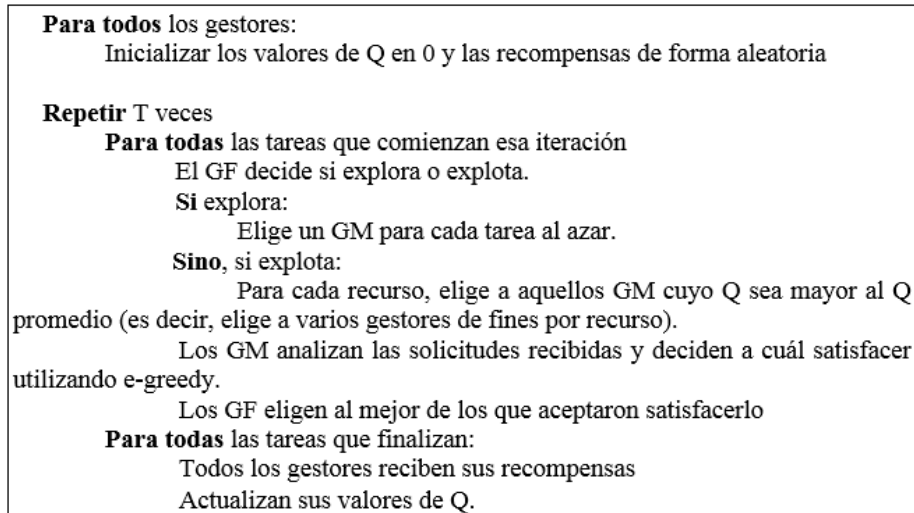 Para todos los gestores:
Inicializar los valores de Q en 0 y las recompensas de forma aleatoria
Repetir T veces
Para todas las tareas que comienzan esa iteración
El GF decide si explora o explota.
Si explora:
Elige un GM para cada tarea al azar.
Sino, si explota:
Para cada recurso, elige a aquellos GM cuyo Q sea mayor al Q
promedio (es decir, elige a varios gestores de fines por recurso).
Los GM analizan las solicitudes recibidas y deciden a cuál satisfacer
utilizando e-greedy.
Los GF eligen al mejor de los que aceptaron satisfacerlo
Para todas las tareas que finalizan:
Todos los gestores reciben sus recompensas
Actualizan sus valores de Q.